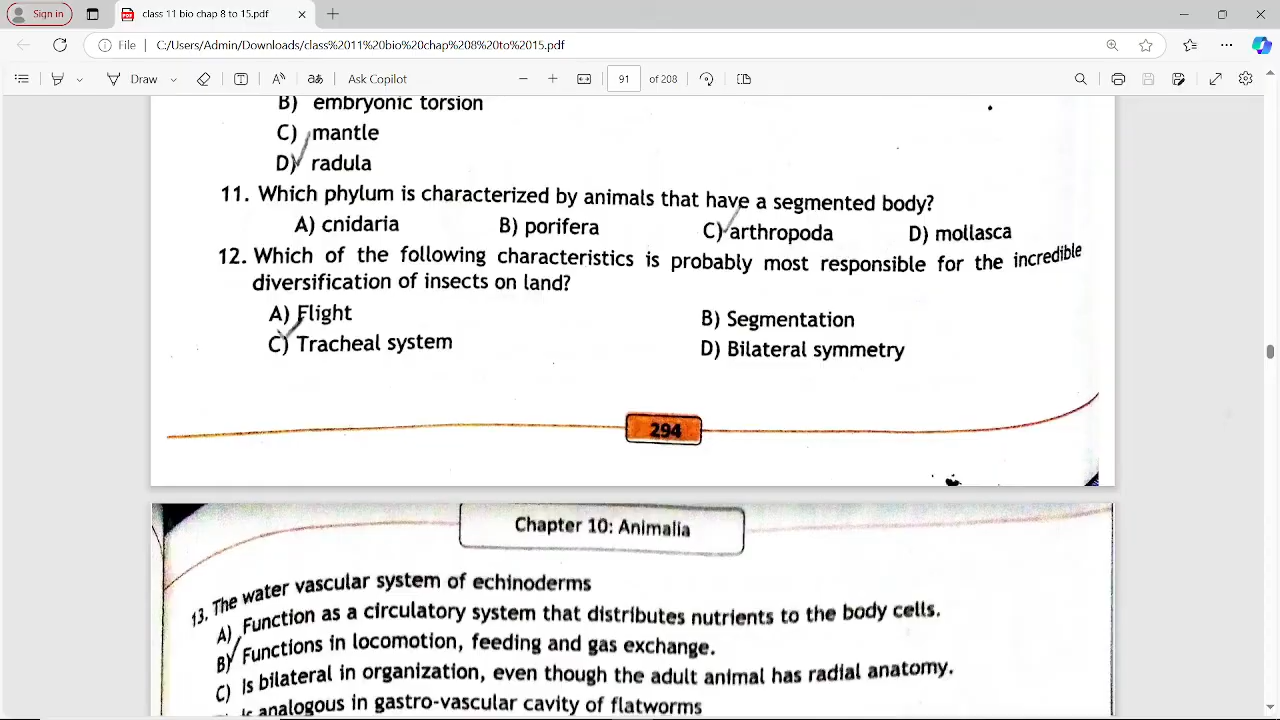 Sign in
class 11 bio chap 8 to 15.pdf
File
C:/Users/Admin/Downloads/class%2011%20bio%20chap%208%20to%2015.pdf
Draw
Ask Copilot
91
of 208
B) embryonic torsion
C) mantle
D) radula
11. Which phylum is characterized by animals that have a segmented body?
A) cnidaria B) porifera C) arthropoda D) mollasca
12. Which of the following characteristics is probably most responsible for the incredible
diversification of insects on land?
A) Flight B) Segmentation
C) Tracheal system D) Bilateral symmetry
294
Chapter 10: Animalia
13. The water vascular system of echinoderms
A) Function as a circulatory system that distributes nutrients to the body cells.
B) Functions in locomotion, feeding and gas exchange.
C) Is bilateral in organization, even though the adult animal has radial anatomy.
Is analogous in gastro-vascular cavity of flatworms